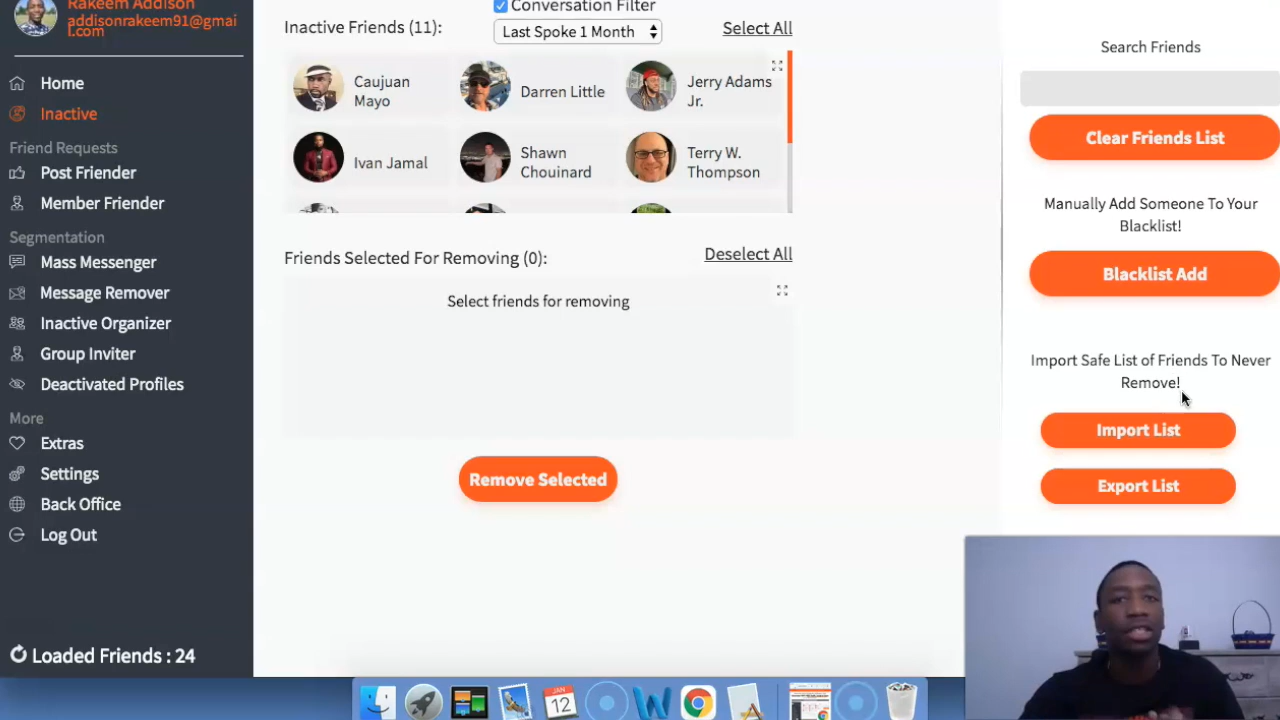 Rakeem Addison
addisonrakeem91@gmai
l.com
Home
Inactive
Friend Requests
Post Friender
Member Friender
Segmentation
Mass Messenger
Message Remover
Inactive Organizer
Group Inviter
Deactivated Profiles
More
Extras
Settings
Back Office
Log Out
Loaded Friends : 24
Conversation Filter
Inactive Friends (11):
Last Spoke 1 Month
Select All
Caujuan
Mayo
Darren Little
Jerry Adams
Jr.
Ivan Jamal
Shawn
Chouinard
Terry W.
Thompson
Friends Selected For Removing (0):
Deselect All
Select friends for removing
Remove Selected
Search Friends
Clear Friends List
Manually Add Someone To Your
Blacklist!
Blacklist Add
Import Safe List of Friends To Never
Remove!
Import List
Export List
JAN
12